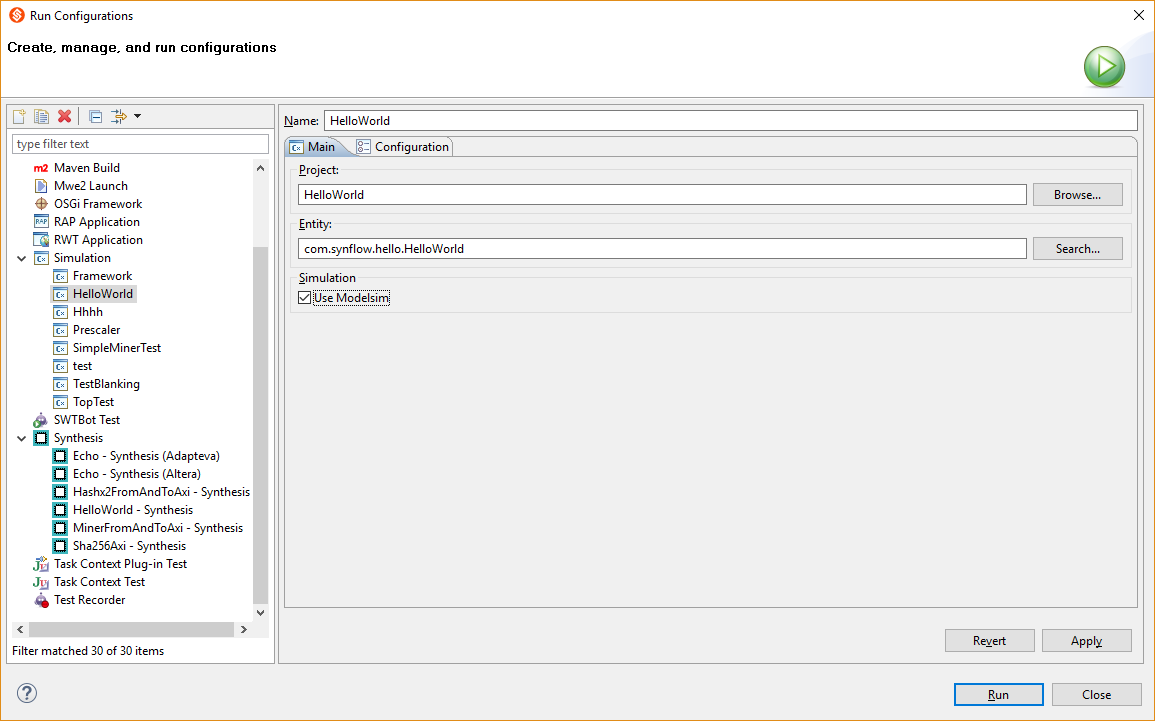 Run Configurations
Create, manage, and run configurations
type filter text
m2 Maven Build
Mwe2 Launch
OSGi Framework
RAP RAP Application
RWT Application
Simulation
Framework
HelloWorld
Hhhh
Prescaler
SimpleMinerTest
test
TestBlanking
TopTest
SWTBot Test
Synthesis
Echo - Synthesis (Adapteva)
Echo - Synthesis (Altera)
Hashx2FromAndToAxi - Synthesis
HelloWorld - Synthesis
MinerFromAndToAxi - Synthesis
Sha256Axi - Synthesis
Task Context Plug-in Test
Task Context Test
Test Recorder
Filter matched 30 of 30 items
Name: HelloWorld
Main Configuration
Project:
HelloWorld Browse...
Entity:
com.synflow.hello.HelloWorld Search...
Simulation
Use Modelsim
Revert Apply
? Run Close